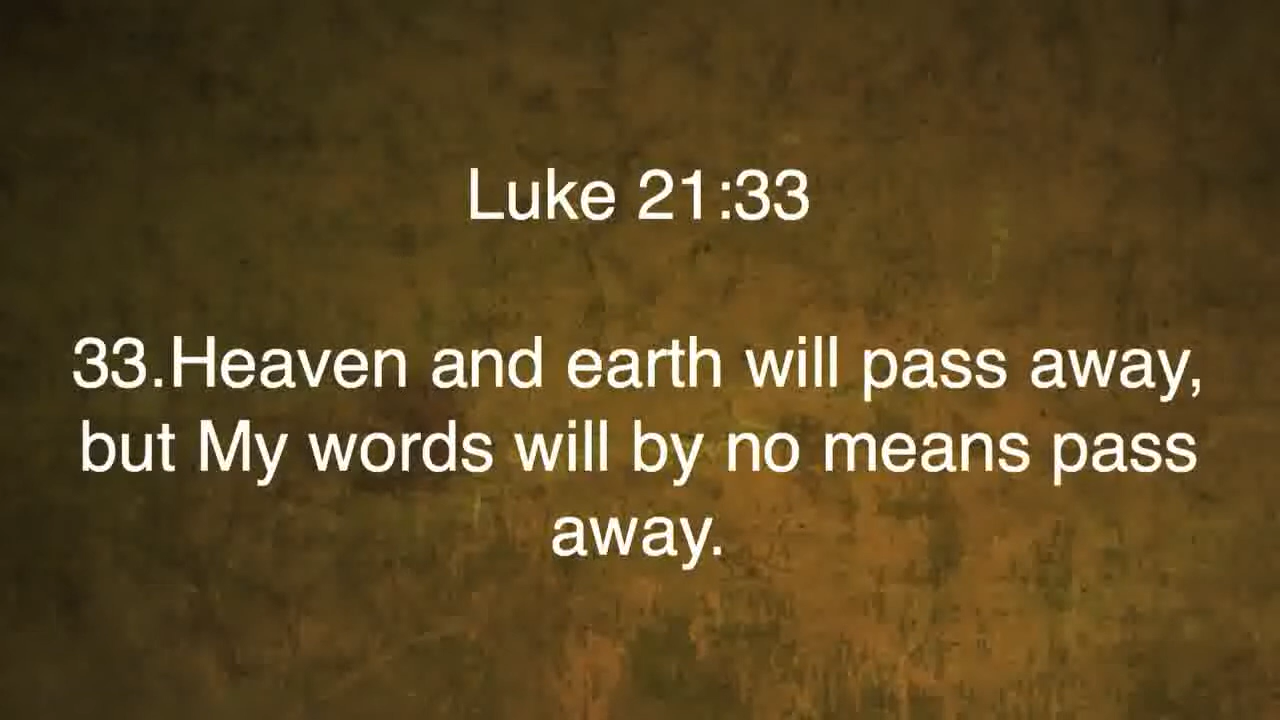 Luke 21:33
33.Heaven and earth will pass away,
but My words will by no means pass
away.